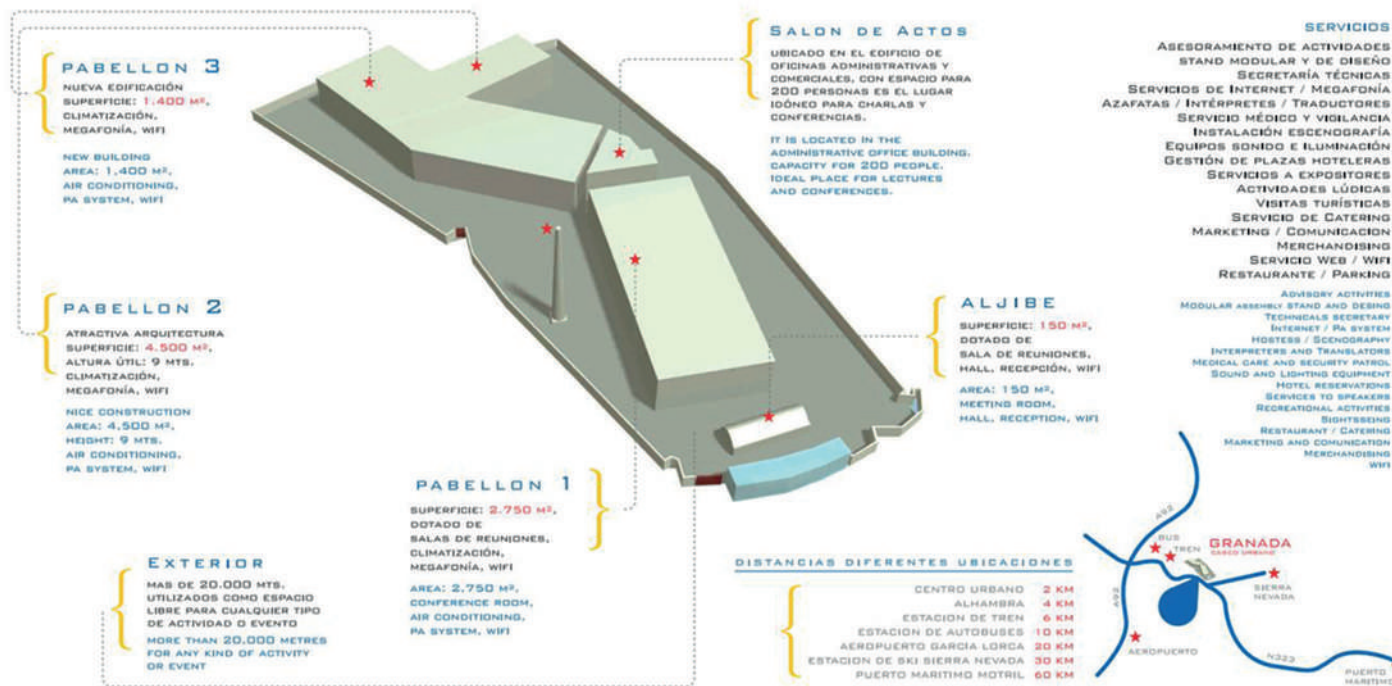 PABELLON 3
NUEVA EDIFICACIÓN
SUPERFICIE: 1.400 M²,
CLIMATIZACIÓN,
MEGAFONÍA, WIFI
NEW BUILDING
AREA: 1,400 M²,
AIR CONDITIONING,
PA SYSTEM, WIFI
PABELLON 2
ATRACTIVA ARQUITECTURA
SUPERFICIE: 4.500 M²,
ALTURA ÚTIL: 9 MTS.
CLIMATIZACIÓN,
MEGAFONÍA, WIFI
NICE CONSTRUCTION
AREA: 4,500 M²,
HEIGHT: 9 MTS.
AIR CONDITIONING,
PA SYSTEM, WIFI
EXTERIOR
MAS DE 20.000 MTS.
UTILIZADOS COMO ESPACIO
LIBRE PARA CUALQUIER TIPO
DE ACTIVIDAD O EVENTO
MORE THAN 20.000 METRES
FOR ANY KIND OF ACTIVITY
OR EVENT
PABELLON 1
SUPERFICIE: 2.750 M²,
DOTADO DE
SALAS DE REUNIONES,
CLIMATIZACIÓN,
MEGAFONÍA, WIFI
AREA: 2,750 M²,
CONFERENCE ROOM,
AIR CONDITIONING,
PA SYSTEM, WIFI
SALON DE ACTOS
UBICADO EN EL EDIFICIO DE
OFICINAS ADMINISTRATIVAS Y
COMERCIALES, CON ESPACIO PARA
200 PERSONAS ES EL LUGAR
IDÓNEO PARA CHARLAS Y
CONFERENCIAS.
IT IS LOCATED IN THE
ADMINISTRATIVE OFFICE BUILDING.
CAPACITY FOR 200 PEOPLE.
IDEAL PLACE FOR LECTURES
AND CONFERENCES.
ALJIBE
SUPERFICIE: 150 M²,
DOTADO DE
SALA DE REUNIONES,
HALL, RECEPCIÓN, WIFI
AREA: 150 M²,
MEETING ROOM,
HALL, RECEPTION, WIFI
SERVICIOS
ASESORAMIENTO DE ACTIVIDADES
STAND MODULAR Y DE DISEÑO
SECRETARÍA TÉCNICAS
SERVICIOS DE INTERNET / MEGAFONÍA
AZAFATAS / INTÉRPRETES / TRADUCTORES
SERVICIO MÉDICO Y VIGILANCIA
INSTALACIÓN ESCENOGRAFÍA
EQUIPOS SONIDO E ILUMINACIÓN
GESTIÓN DE PLAZAS HOTELERAS
SERVICIOS A EXPOSITORES
ACTIVIDADES LÚDICAS
VISITAS TURÍSTICAS
SERVICIO DE CATERING
MARKETING / COMUNICACION
MERCHANDISING
SERVICIO WEB / WIFI
RESTAURANTE / PARKING
ADVISORY ACTIVITIES
MODULAR ASSEMBLY STAND AND DESING
TECHNICALS SECRETARY
INTERNET / PA SYSTEM
HOSTESS / SCENOGRAPHY
INTERPRETERS AND TRANSLATORS
MEDICAL CARE AND SECURITY PATROL
SOUND AND LIGHTING EQUIPMENT
HOTEL RESERVATIONS
SERVICES TO SPEAKERS
RECREATIONAL ACTIVITIES
SIGHTSSING
RESTAURANT / CATERING
MARKETING AND COMUNICATION
MERCHANDISING
WIFI
DISTANCIAS DIFERENTES UBICACIONES
CENTRO URBANO 2 KM
ALHAMBRA 4 KM
ESTACION DE TREN 6 KM
ESTACION DE AUTOBUSES 10 KM
AEROPUERTO GARCÍA LORCA 20 KM
ESTACION DE SKI SIERRA NEVADA 30 KM
PUERTO MARITIMO MOTRIL 60 KM
A92
BUS
TREN
GRANADA
CASCO URBANO
SIERRA
NEVADA
A92
AEROPUERTO
N323
PUERTO
MARITIMO